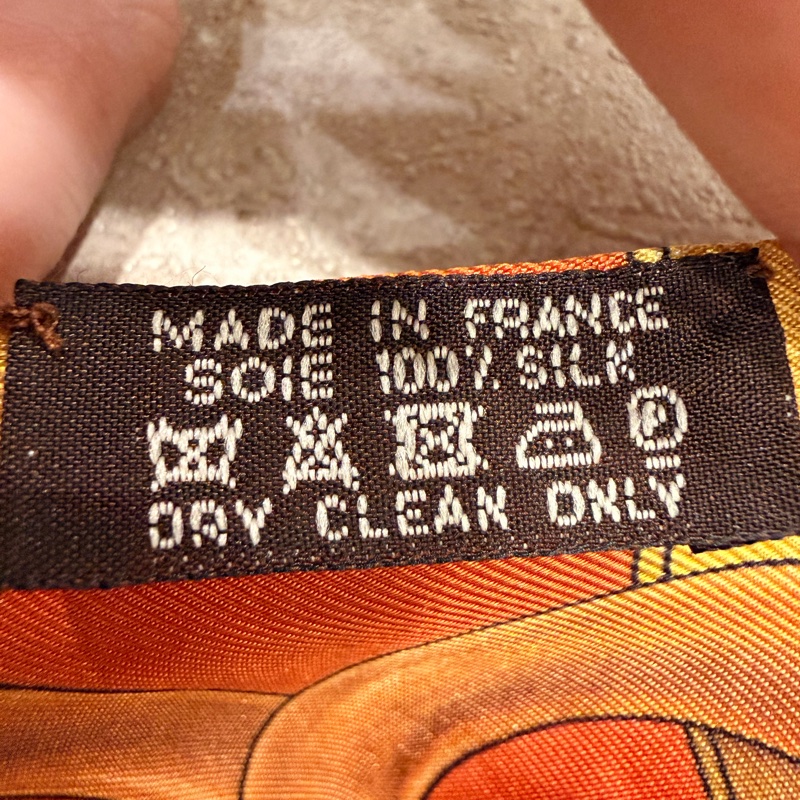 MADE IN FRANCE
SOIE 100% SILK
P
DRY CLEAN ONLY